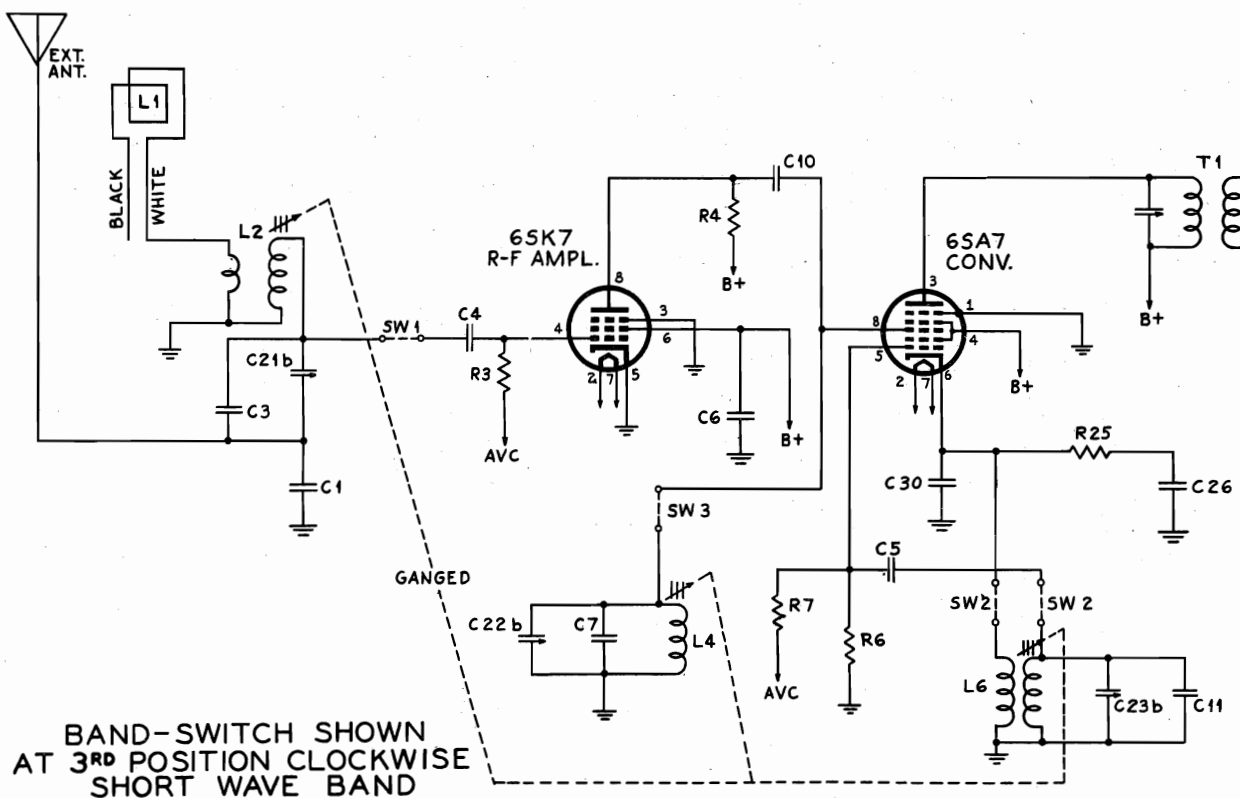 EXT.
ANT.
L1
BLACK
WHITE
L2
C21b
C3
C1
SW1
C4
R3
AVC
6SK7
R-F AMPL.
8
4
3
6
2
7
5
C6
B+
R4
B+
C10
6SA7
CONV.
3
1
8
4
5
2
7
6
B+
T1
B+
R25
C30
C26
SW 3
GANGED
C22b
C7
L4
C5
R7
R6
AVC
SW2
SW 2
L6
C23b
C11
BAND-SWITCH SHOWN
AT 3RD POSITION CLOCKWISE
SHORT WAVE BAND